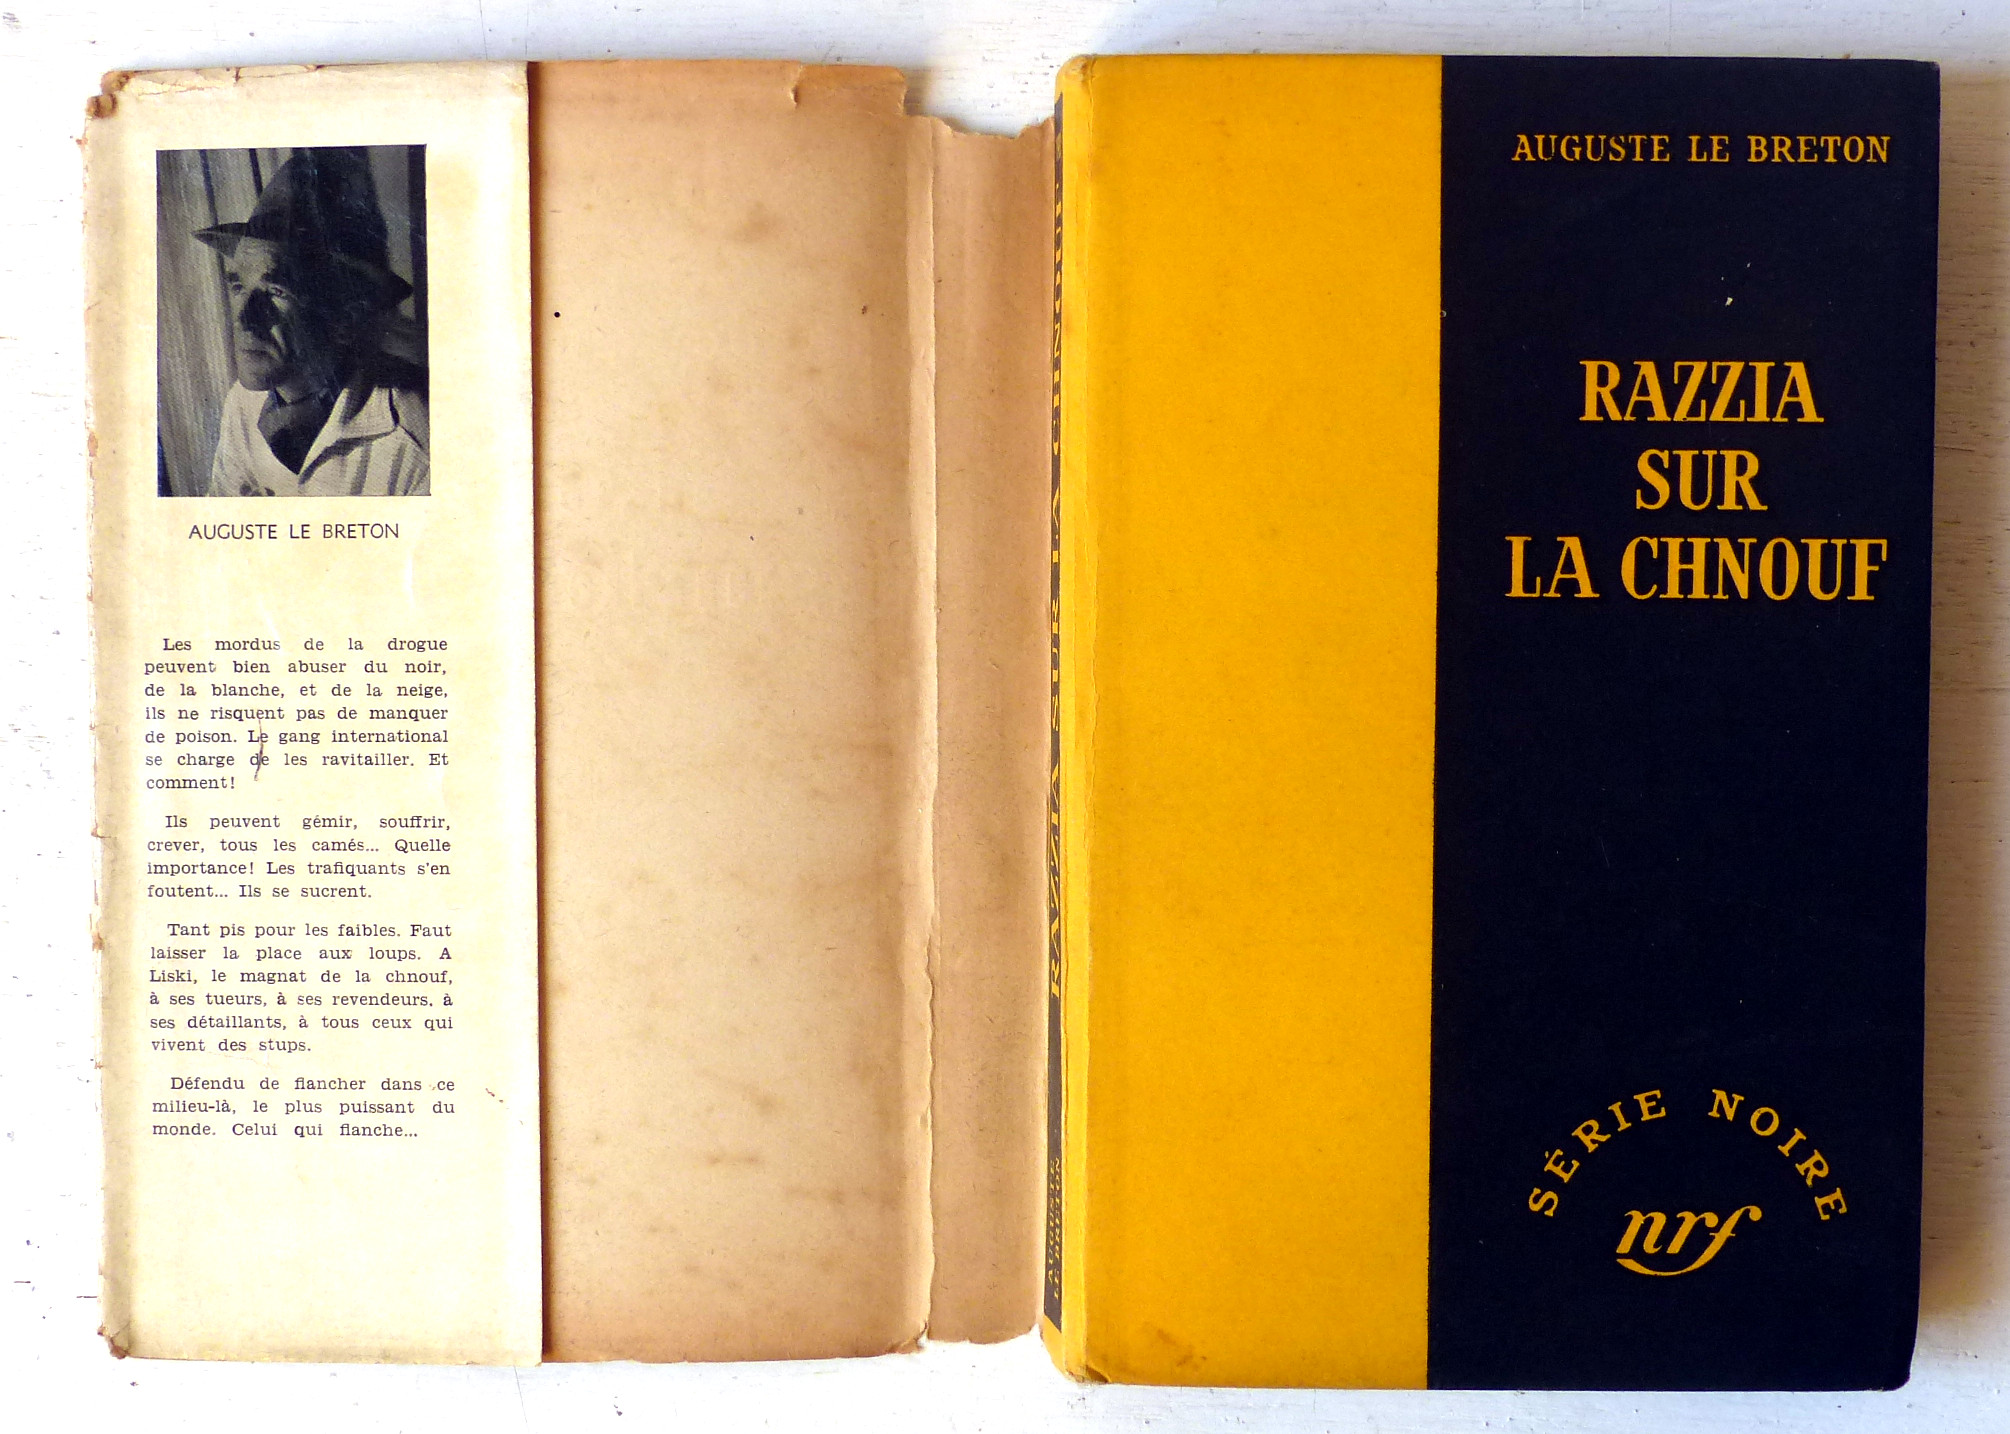 AUGUSTE LE BRETON
Les mordus de la drogue
peuvent bien abuser du noir,
de la blanche, et de la neige,
ils ne risquent pas de manquer
de poison. Le gang international
se charge de les ravitailler. Et
comment!
Ils peuvent gémir, souffrir,
crever, tous les camés... Quelle
importance! Les trafiquants s'en
foutent... Ils se sucrent.
Tant pis pour les faibles. Faut
laisser la place aux loups. A
Liski, le magnat de la chnouf,
à ses tueurs, à ses revendeurs, à
ses détaillants, à tous ceux qui
vivent des stups.
Défendu de flancher dans ce
milieu-là, le plus puissant du
monde. Celui qui flanche...
RAZZIA SUR LA CHNOUF
AUGUSTE
LE BRETON
AUGUSTE LE BRETON
RAZZIA
SUR
LA CHNOUF
SÉRIE NOIRE
nrf